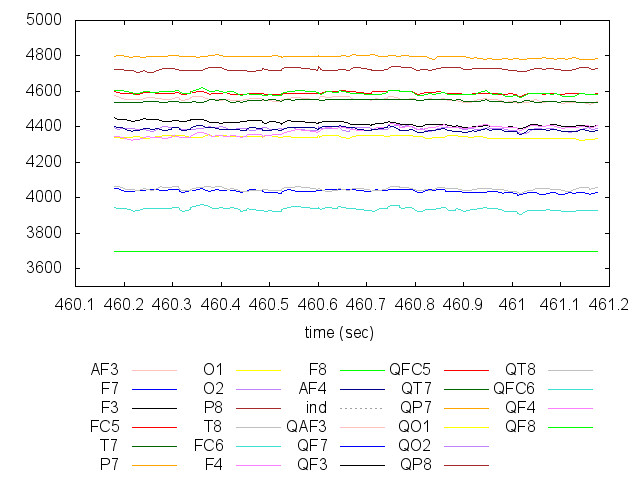 5000
4800
4600
4400
4200
4000
3800
3600
460.1 460.2 460.3 460.4 460.5 460.6 460.7 460.8 460.9 461 461.1 461.2
time (sec)
AF3 O1 F8 QFC5 QT8
F7 O2 AF4 QT7 QFC6
F3 P8 ind QP7 QF4
FC5 T8 QAF3 QO1 QF8
T7 FC6 QF7 QO2
P7 F4 QF3 QP8